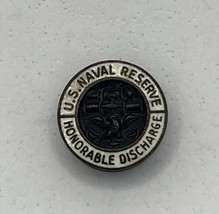 U.S. NAVAL RESERVE
HONORABLE DISCHARGE